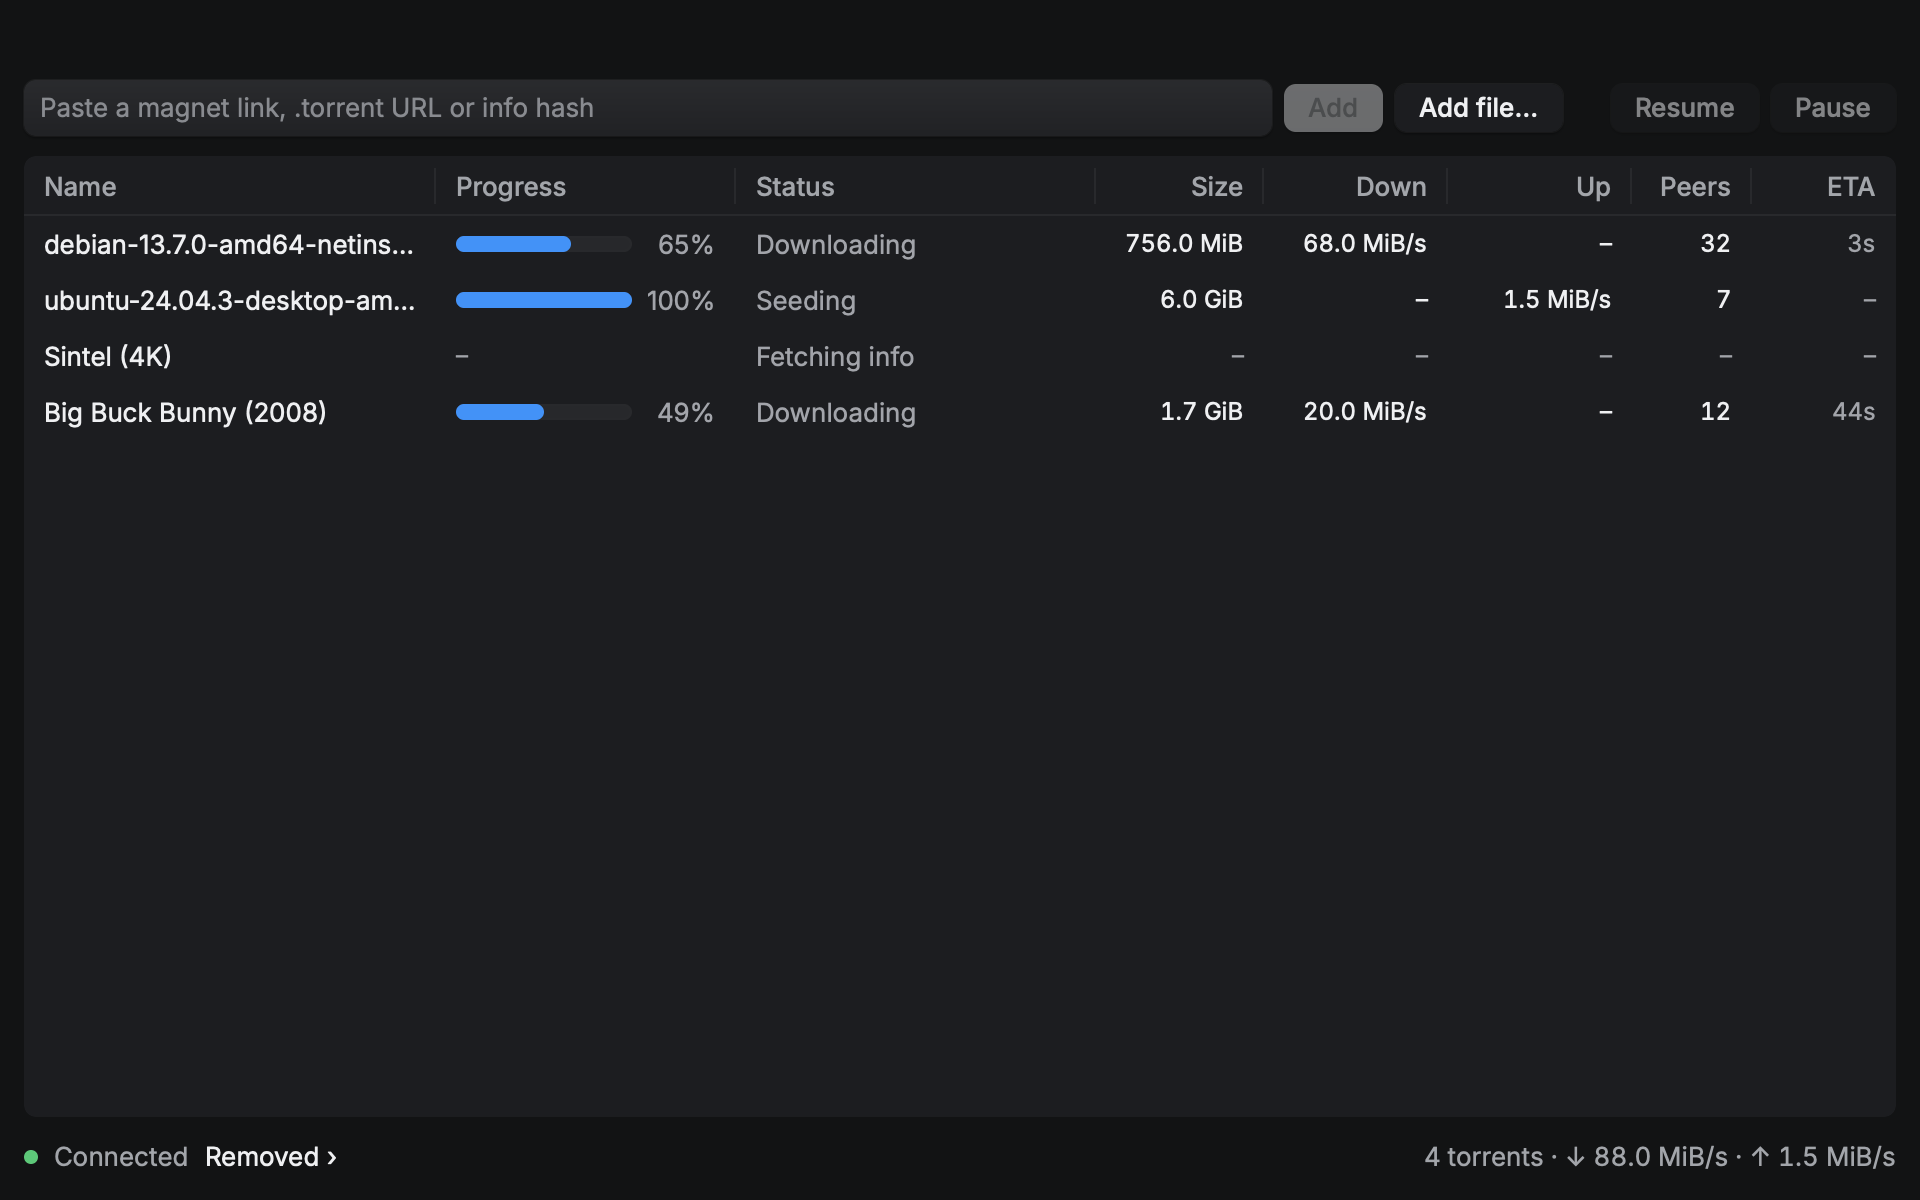 Paste a magnet link, .torrent URL or info hash Add Add file... Resume Pause
Name Progress Status Size Down Up Peers ETA
debian-13.7.0-amd64-netins... 65% Downloading 756.0 MiB 68.0 MiB/s – 32 3s
ubuntu-24.04.3-desktop-am... 100% Seeding 6.0 GiB – 1.5 MiB/s 7 –
Sintel (4K) – Fetching info – – – – –
Big Buck Bunny (2008) 49% Downloading 1.7 GiB 20.0 MiB/s – 12 44s
Connected Removed › 4 torrents · ↓ 88.0 MiB/s · ↑ 1.5 MiB/s